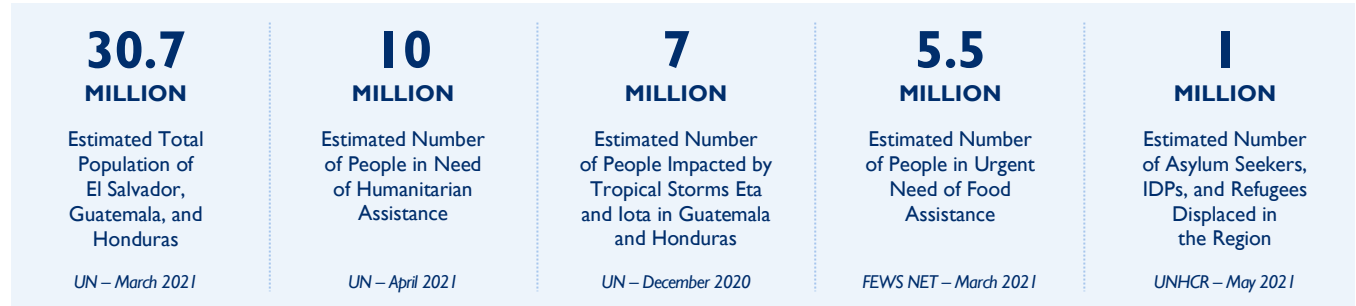 30.7
MILLION
Estimated Total
Population of
El Salvador,
Guatemala, and
Honduras
UN – March 2021
10
MILLION
Estimated Number
of People in Need
of Humanitarian
Assistance
UN – April 2021
7
MILLION
Estimated Number
of People Impacted by
Tropical Storms Eta
and Iota in Guatemala
and Honduras
UN – December 2020
5.5
MILLION
Estimated Number
of People in Urgent
Need of Food
Assistance
FEWS NET – March 2021
1
MILLION
Estimated Number
of Asylum Seekers,
IDPs, and Refugees
Displaced in
the Region
UNHCR – May 2021